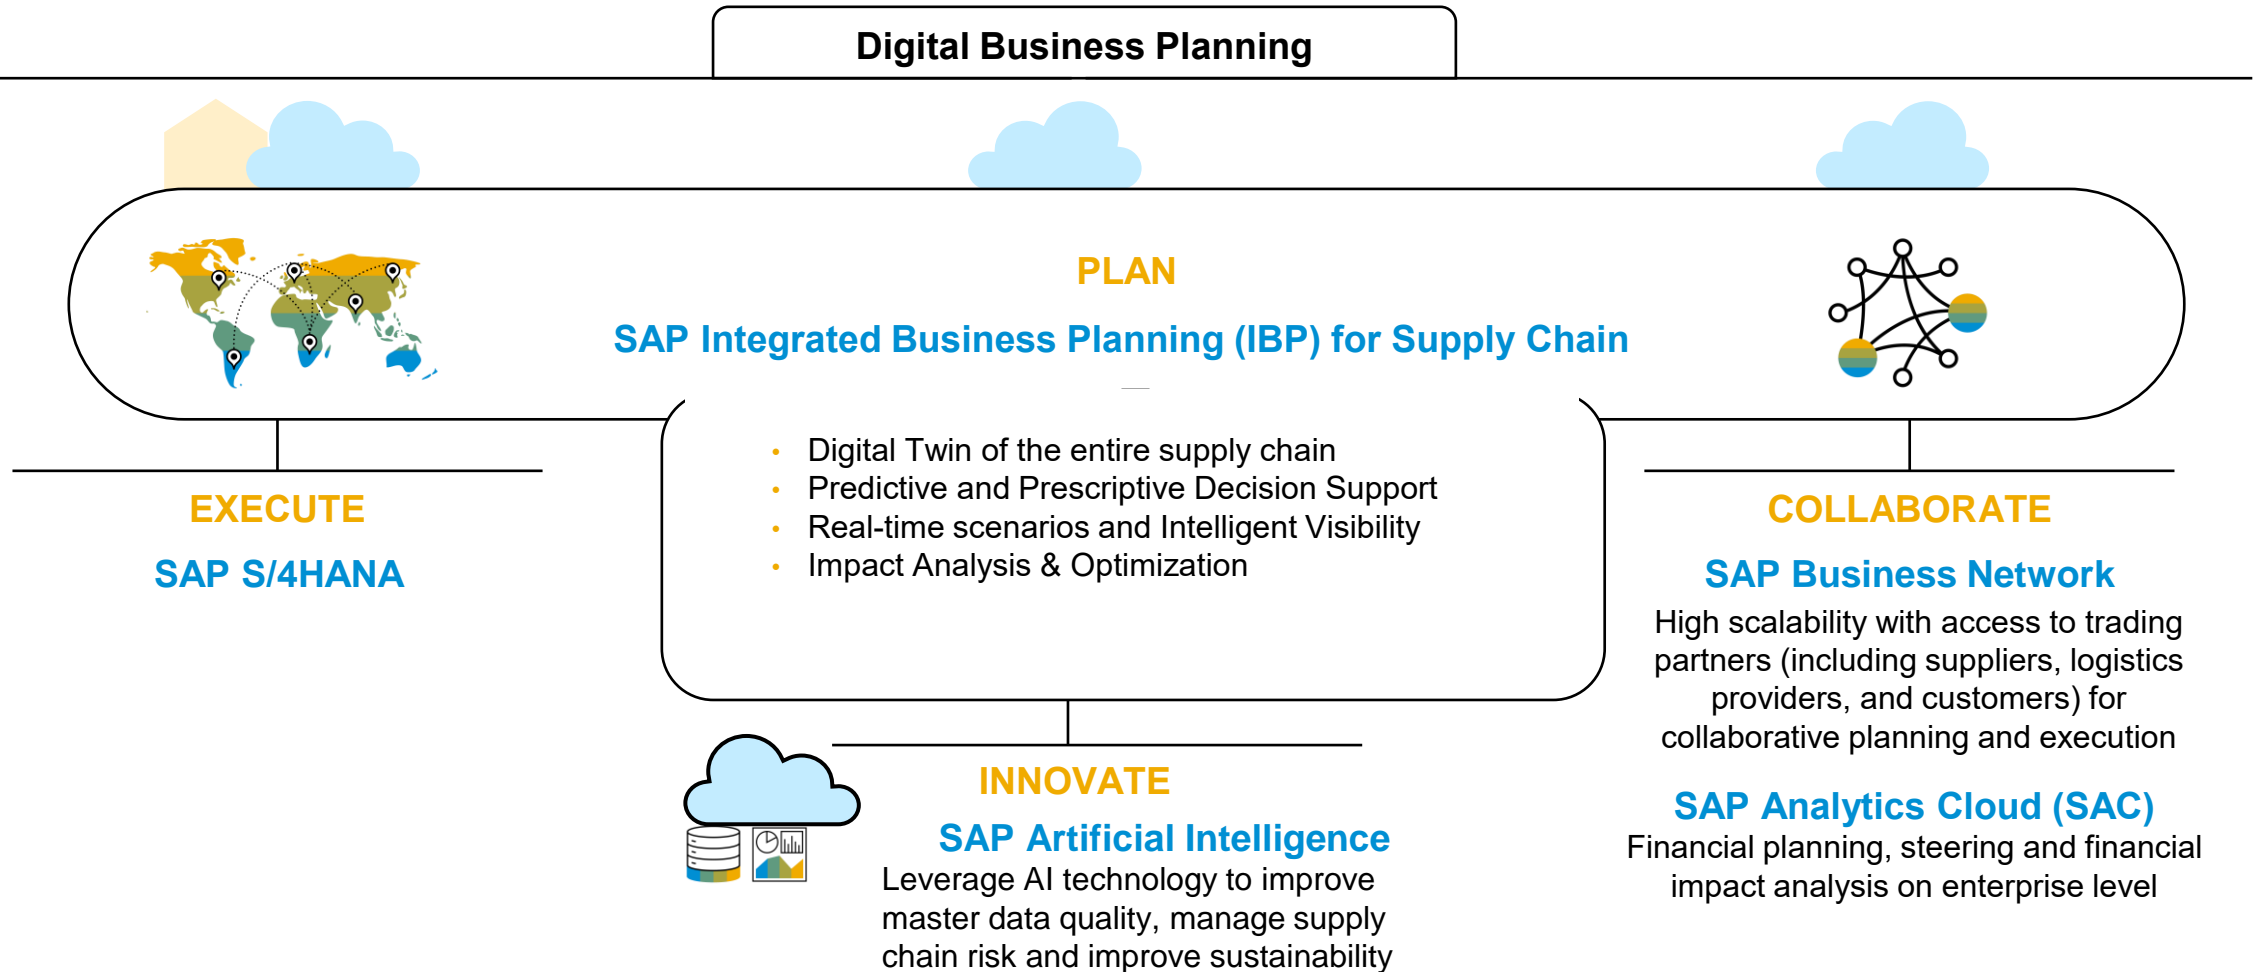 Digital Business Planning
PLAN
SAP Integrated Business Planning (IBP) for Supply Chain
• Digital Twin of the entire supply chain
• Predictive and Prescriptive Decision Support
• Real-time scenarios and Intelligent Visibility
• Impact Analysis & Optimization
EXECUTE
SAP S/4HANA
COLLABORATE
SAP Business Network
High scalability with access to trading
partners (including suppliers, logistics
providers, and customers) for
collaborative planning and execution
SAP Analytics Cloud (SAC)
Financial planning, steering and financial
impact analysis on enterprise level
INNOVATE
SAP Artificial Intelligence
Leverage AI technology to improve
master data quality, manage supply
chain risk and improve sustainability